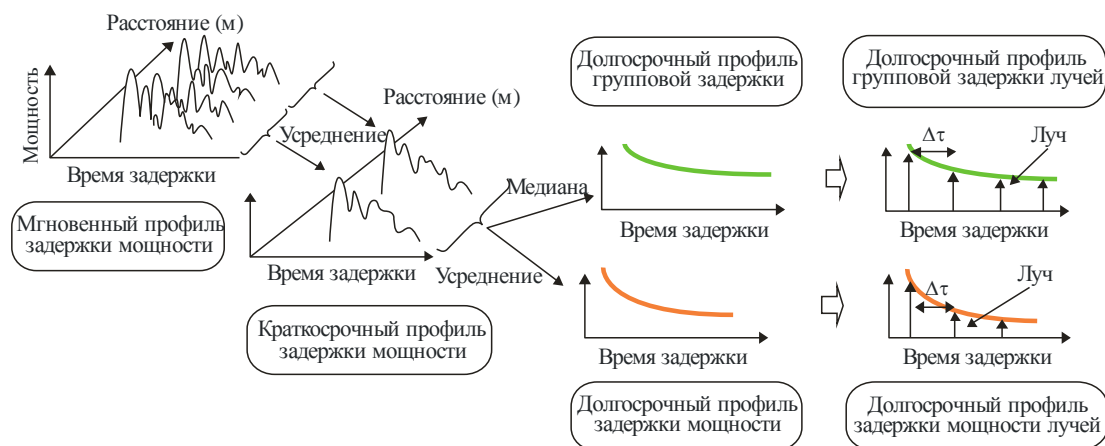 Расстояние (м)
Мощность
Время задержки
Мгновенный профиль
задержки мощности
Усреднение
Расстояние (м)
Время задержки
Краткосрочный профиль
задержки мощности
Медиана
Усреднение
Долгосрочный профиль
групповой задержки
Время задержки
Время задержки
Долгосрочный профиль
задержки мощности
Долгосрочный профиль
групповой задержки лучей
Δτ
Луч
Время задержки
Δτ
Луч
Время задержки
Долгосрочный профиль
задержки мощности лучей